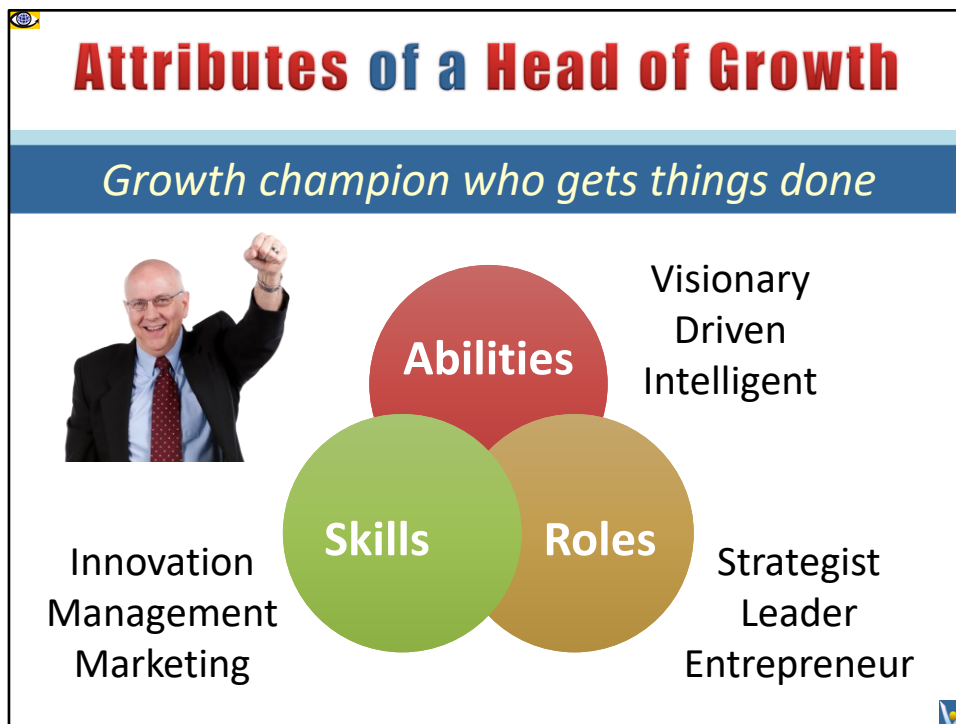 Attributes of a Head of Growth
Growth champion who gets things done
Abilities
Visionary
Driven
Intelligent
Skills
Innovation
Management
Marketing
Roles
Strategist
Leader
Entrepreneur